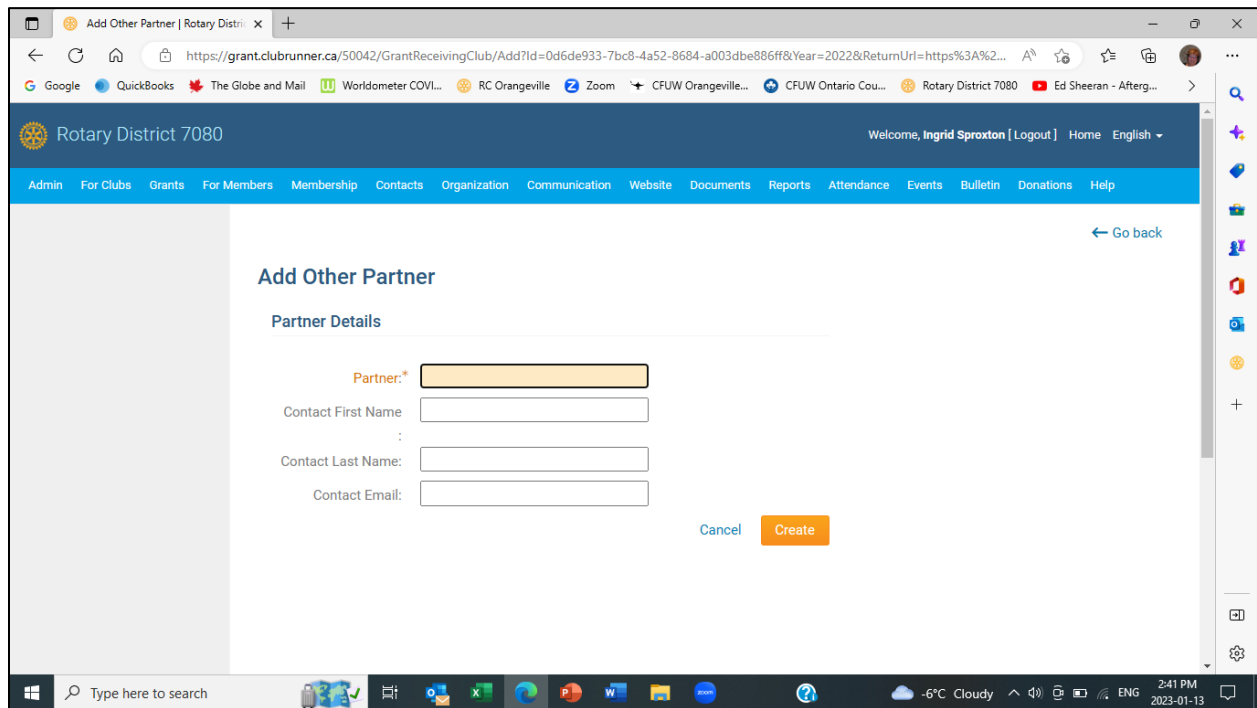 Add Other Partner | Rotary Distric
https://grant.clubrunner.ca/50042/GrantReceivingClub/Add?Id=0d6de933-7bc8-4a52-8684-a003dbe886ff&Year=2022&ReturnUrl=https%3A%2...
Google QuickBooks The Globe and Mail Worldometer COVI... RC Orangeville Zoom CFUW Orangeville... CFUW Ontario Cou... Rotary District 7080 Ed Sheeran - Afterg...
Rotary District 7080
Welcome, Ingrid Sproxton [ Logout ] Home English
Admin For Clubs Grants For Members Membership Contacts Organization Communication Website Documents Reports Attendance Events Bulletin Donations Help
← Go back
Add Other Partner
Partner Details
Partner:*
Contact First Name
:
Contact Last Name:
Contact Email:
Cancel Create
Type here to search
-6°C Cloudy ENG
2:41 PM
2023-01-13